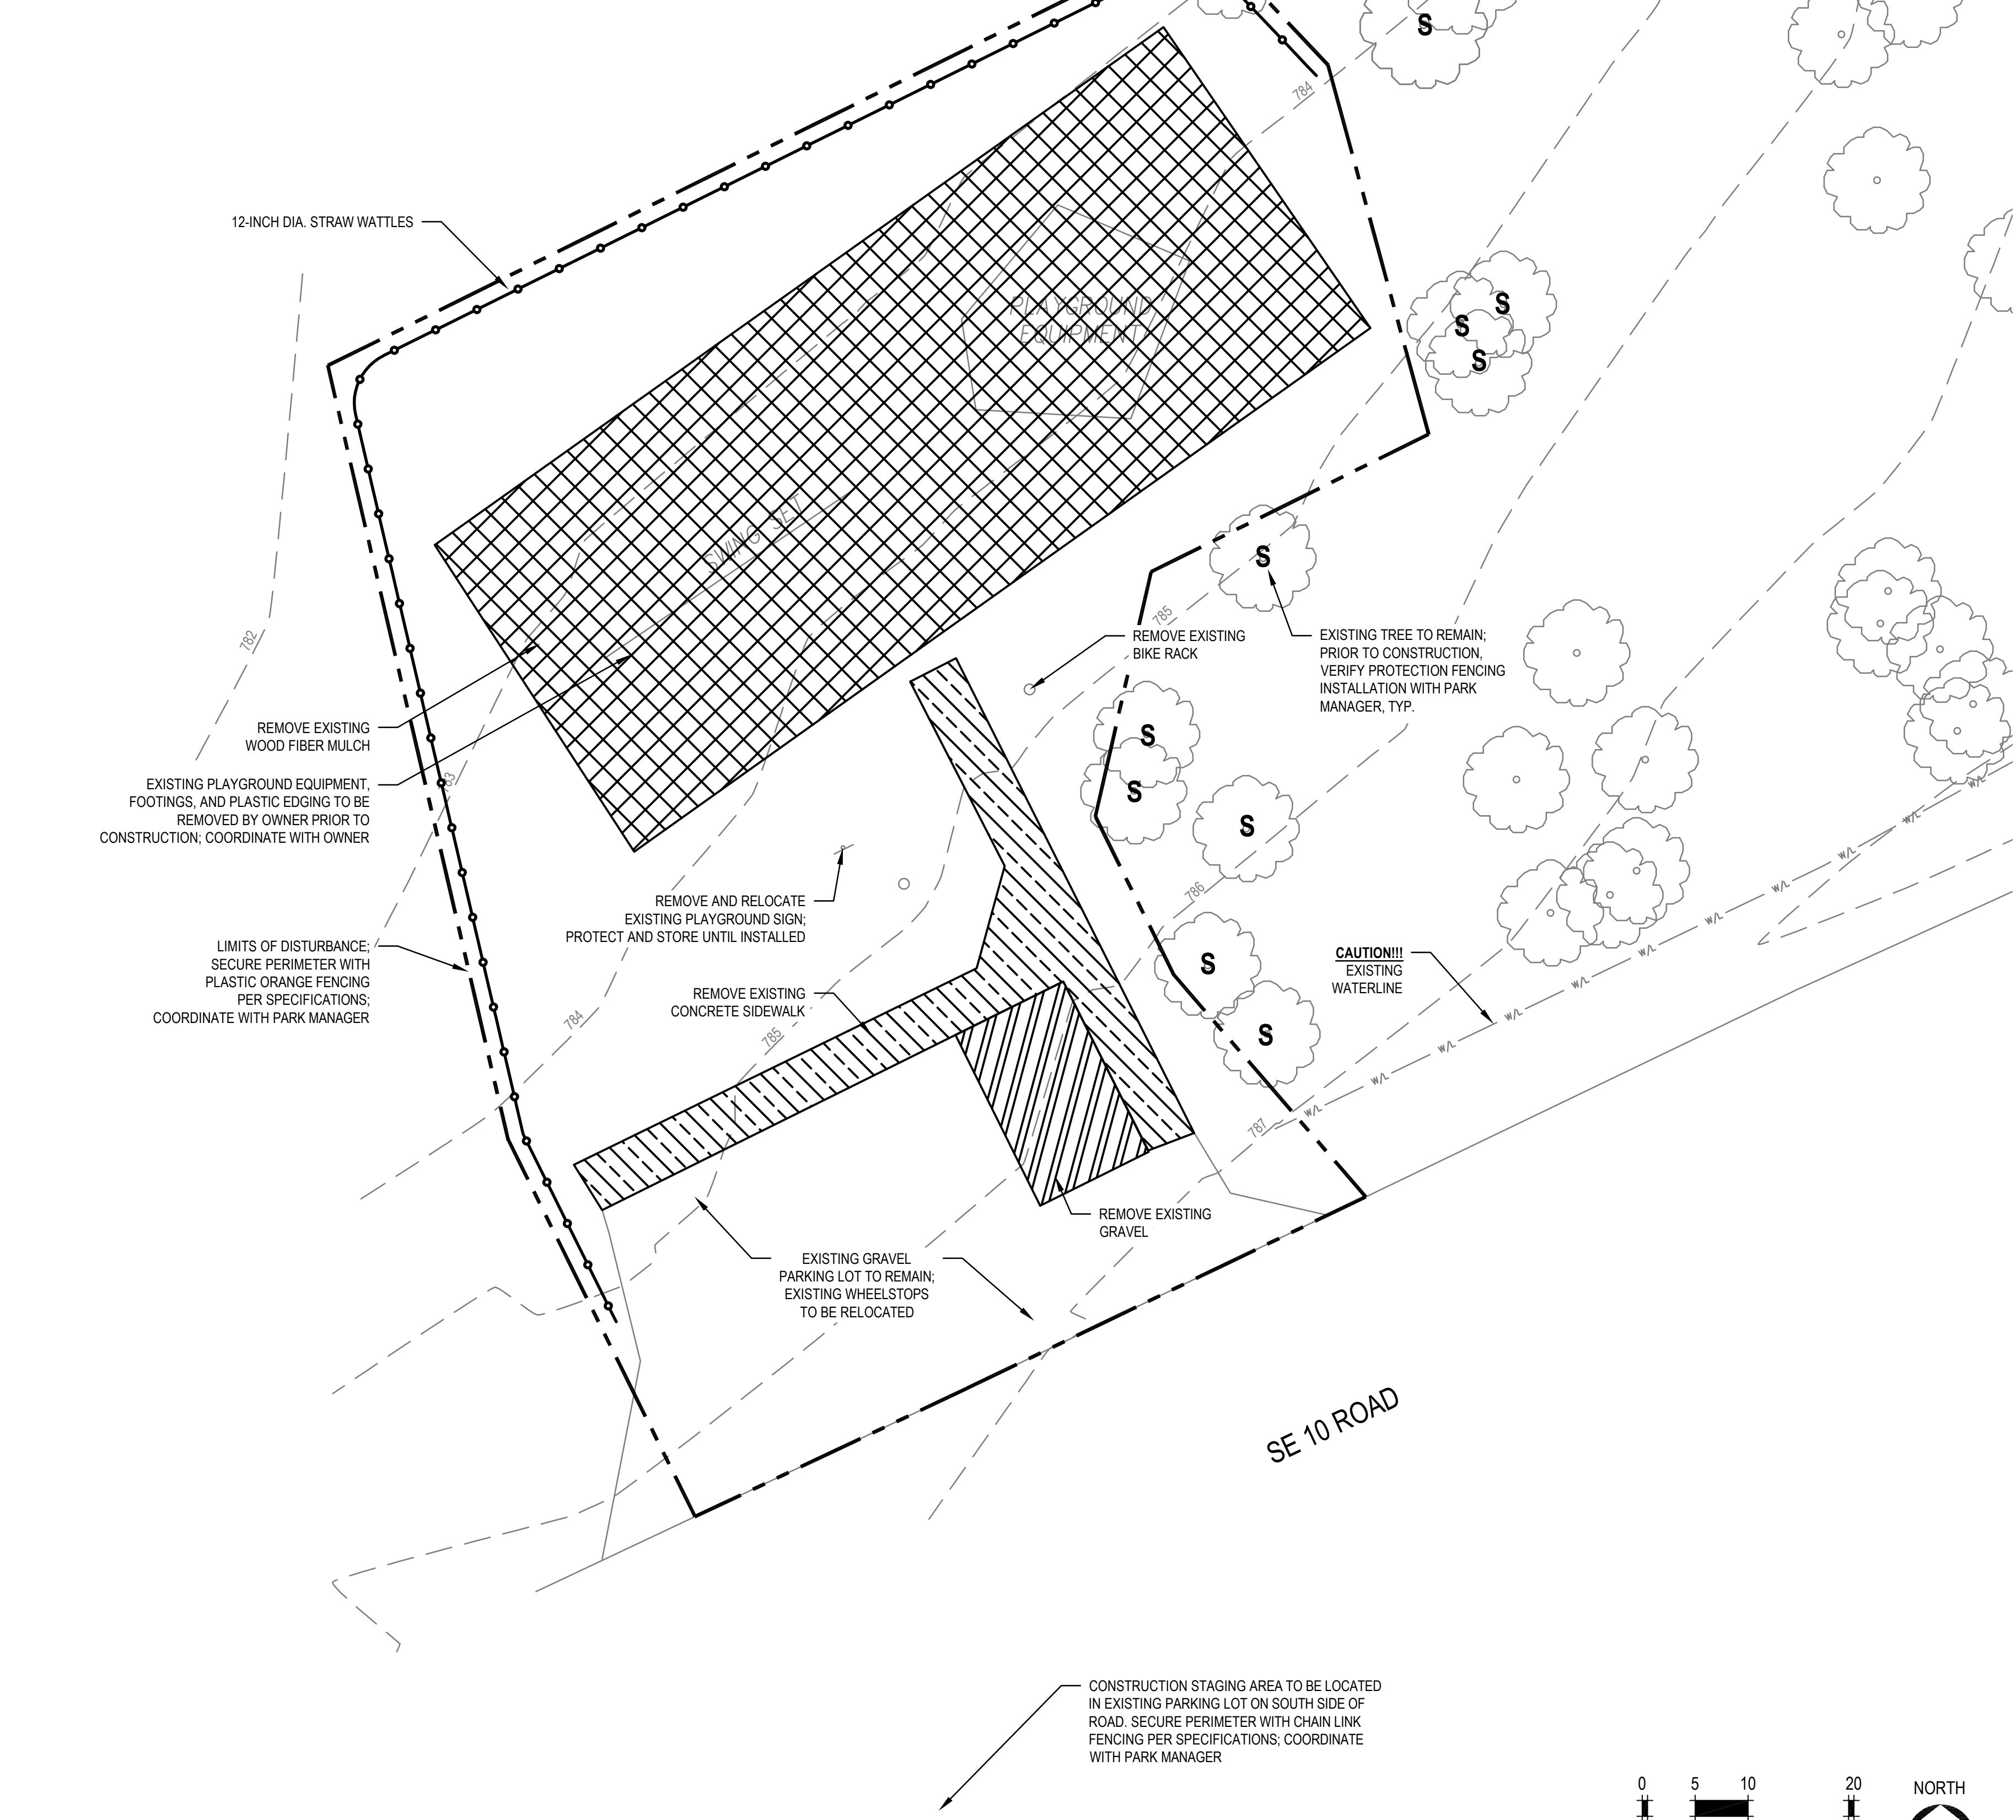 S
784
12-INCH DIA. STRAW WATTLES
PLAYGROUND
EQUIPMENT
S
S
S
SWING SET
S
782
785
REMOVE EXISTING
BIKE RACK
EXISTING TREE TO REMAIN;
PRIOR TO CONSTRUCTION,
VERIFY PROTECTION FENCING
INSTALLATION WITH PARK
MANAGER, TYP.
REMOVE EXISTING
WOOD FIBER MULCH
S
783
EXISTING PLAYGROUND EQUIPMENT,
FOOTINGS, AND PLASTIC EDGING TO BE
REMOVED BY OWNER PRIOR TO
CONSTRUCTION; COORDINATE WITH OWNER
S
S
W/L
W/L
W/L
W/L
W/L
W/L
W/L
W/L
W/L
W/L
W/L
786
REMOVE AND RELOCATE
EXISTING PLAYGROUND SIGN;
PROTECT AND STORE UNTIL INSTALLED
LIMITS OF DISTURBANCE;
SECURE PERIMETER WITH
PLASTIC ORANGE FENCING
PER SPECIFICATIONS;
COORDINATE WITH PARK MANAGER
S
CAUTION!!!
EXISTING
WATERLINE
REMOVE EXISTING
CONCRETE SIDEWALK
784
785
S
787
REMOVE EXISTING
GRAVEL
EXISTING GRAVEL
PARKING LOT TO REMAIN;
EXISTING WHEELSTOPS
TO BE RELOCATED
SE 10 ROAD
CONSTRUCTION STAGING AREA TO BE LOCATED
IN EXISTING PARKING LOT ON SOUTH SIDE OF
ROAD. SECURE PERIMETER WITH CHAIN LINK
FENCING PER SPECIFICATIONS; COORDINATE
WITH PARK MANAGER
0 5 10 20
NORTH